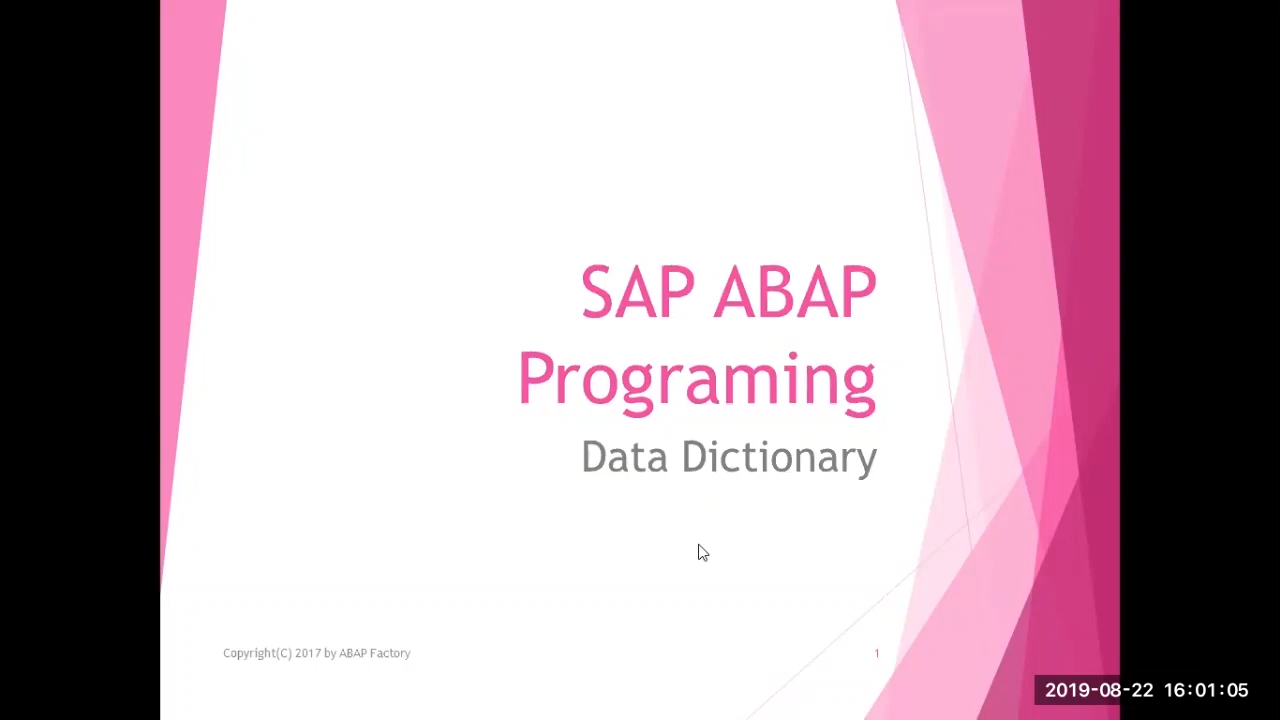 SAP ABAP
Programing
Data Dictionary
Copyright(C) 2017 by ABAP Factory
1
2019-08-22 16:01:05